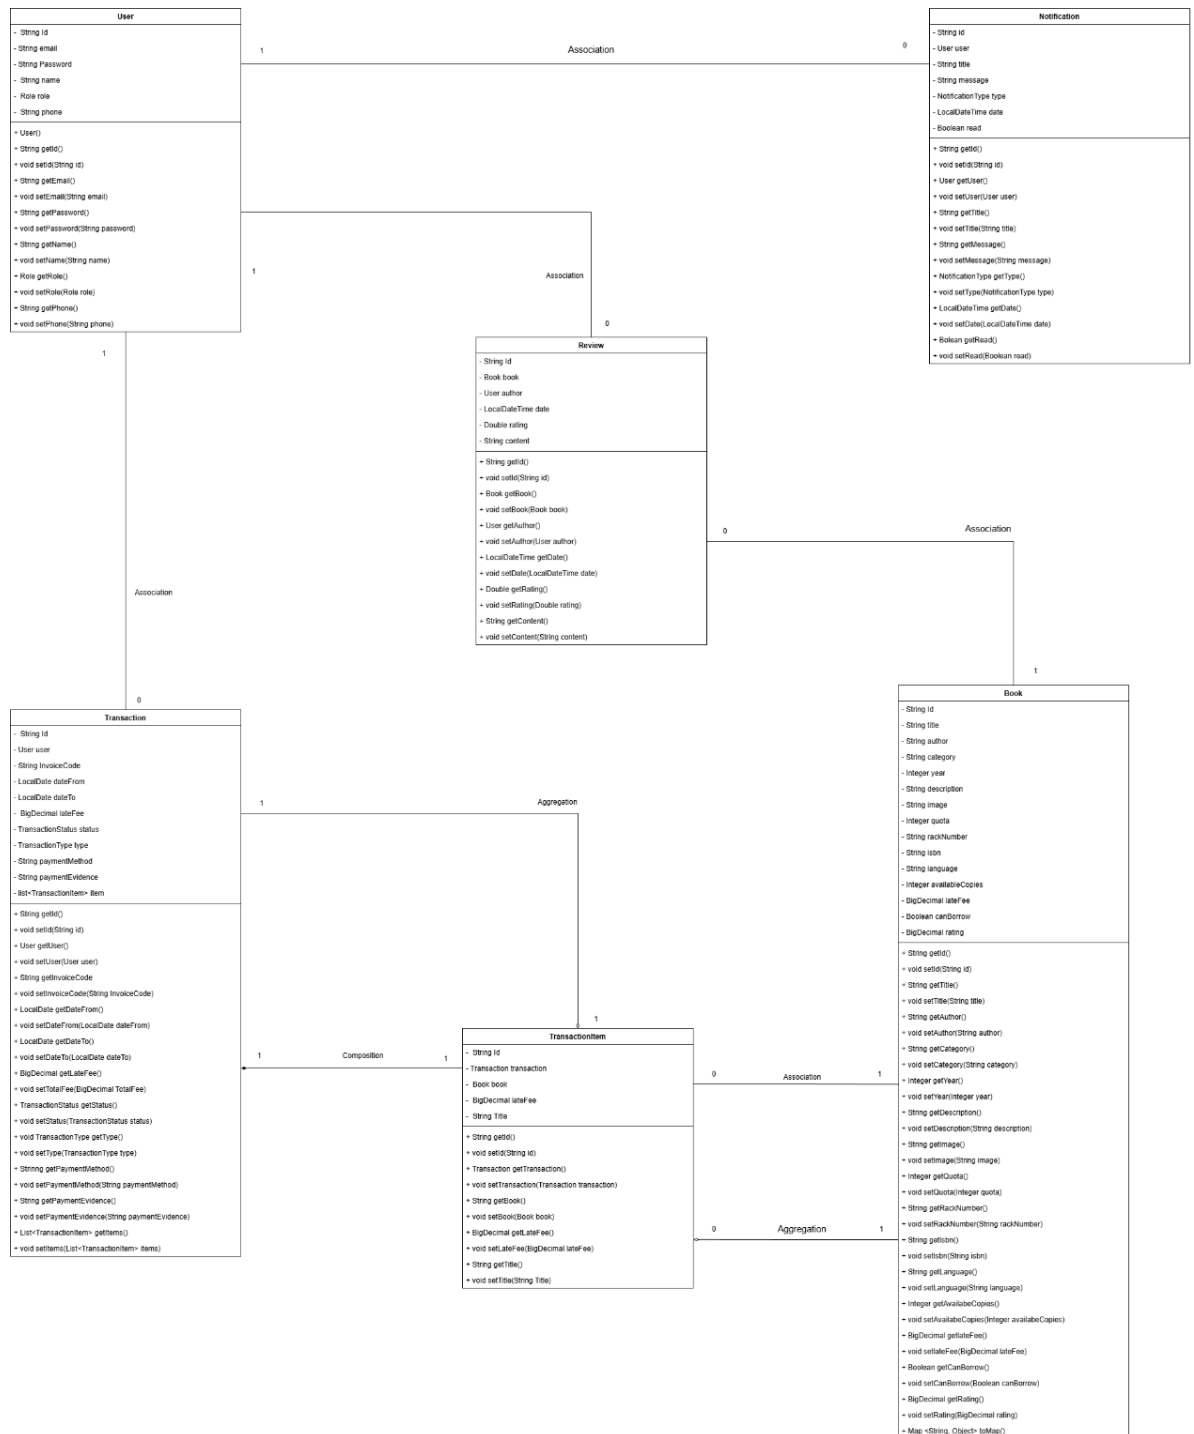 User
- String Id
- String email
- String Password
- String name
- Role role
- String phone
+ User()
+ String getId()
+ void setId(String id)
+ String getEmail()
+ void setEmail(String email)
+ String getPassword()
+ void setPassword(String password)
+ String getName()
+ void setName(String name)
+ Role getRole()
+ void setRole(Role role)
+ String getPhone()
+ void setPhone(String phone)
1
Association
0
Notification
- String id
- User user
- String title
- String message
- NotificationType type
- LocalDateTime date
- Boolean read
+ String getId()
+ void setId(String id)
+ User getUser()
+ void setUser(User user)
+ String getTitle()
+ void setTitle(String title)
+ String getMessage()
+ void setMessage(String message)
+ NotificationType getType()
+ void setType(NotificationType type)
+ LocalDateTime getDate()
+ void setDate(LocalDateTime date)
+ Bolean getRead()
+ void setRead(Boolean read)
1
Association
0
Review
- String Id
- Book book
- User author
- LocalDateTime date
- Double rating
- String content
+ String getId()
+ void setId(String id)
+ Book getBook()
+ void setBook(Book book)
+ User getAuthor()
+ void setAuthor(User author)
+ LocalDateTime getDate()
+ void setDate(LocalDateTime date)
+ Double getRating()
+ void setRating(Double rating)
+ String getContent()
+ void setContent(String content)
0
Association
1
1
Association
0
Transaction
- String Id
- User user
- String InvoiceCode
- LocalDate dateFrom
- LocalDate dateTo
- BigDecimal lateFee
- TransactionStatus status
- TransactionType type
- String paymentMethod
- String paymentEvidence
- list<TransactionItem> item
+ String getId()
+ void setId(String id)
+ User getUser()
+ void setUser(User user)
+ String getInvoiceCode
+ void setInvoiceCode(String InvoiceCode)
+ LocalDate getDateFrom()
+ void setDateFrom(LocalDate dateFrom)
+ LocalDate getDateTo()
+ void setDateTo(LocalDate dateTo)
+ BigDecimal getLateFee()
+ void setTotalFee(BigDecimal TotalFee)
+ TransactionStatus getStatus()
+ void setStatus(TransactionStatus status)
+ void TransactionType getType()
+ void setType(TransactionType type)
+ Strinng getPaymentMethod()
+ void setPaymentMethod(String paymentMethod)
+ String getPaymentEvidence()
+ void setPaymentEvidence(String paymentEvidence)
+ List<TransactionItem> getItems()
+ void setItems(List<TransactionItem> items)
1
Aggregation
1
1
Composition
1
TransactionItem
- String Id
- Transaction transaction
- Book book
- BigDecimal lateFee
- String Title
+ String getId()
+ void setId(String id)
+ Transaction getTransaction()
+ void setTransaction(Transaction transaction)
+ String getBook()
+ void setBook(Book book)
+ BigDecimal getLateFee()
+ void setLateFee(BigDecimal lateFee)
+ String getTitle()
+ void setTitle(String Title)
0
Association
1
0
Aggregation
1
Book
- String Id
- String title
- String author
- String category
- Integer year
- String description
- String image
- Integer quota
- String rackNumber
- String isbn
- String language
- Integer availableCopies
- BigDecimal lateFee
- Boolean canBorrow
- BigDecimal rating
+ String getId()
+ void setId(String id)
+ String getTitle()
+ void setTitle(String title)
+ String getAuthor()
+ void setAuthor(String author)
+ String getCategory()
+ void setCategory(String category)
+ Integer getYear()
+ void setYear(Integer year)
+ String getDescription()
+ void setDescription(String description)
+ String getImage()
+ void setImage(String image)
+ Integer getQuota()
+ void setQuota(Integer quota)
+ String getRackNumber()
+ void setRackNumber(String rackNumber)
+ String getIsbn()
+ void setIsbn(String isbn)
+ String getLanguage()
+ void setLanguage(String language)
+ Integer getAvailabeCopies()
+ void setAvailabeCopies(Integer availabeCopies)
+ BigDecimal getlateFee()
+ void setlateFee(BigDecimal lateFee)
+ Boolean getCanBorrow()
+ void setCanBorrow(Boolean canBorrow)
+ BigDecimal getRating()
+ void setRating(BigDecimal rating)
+ Map <String, Object> toMap()